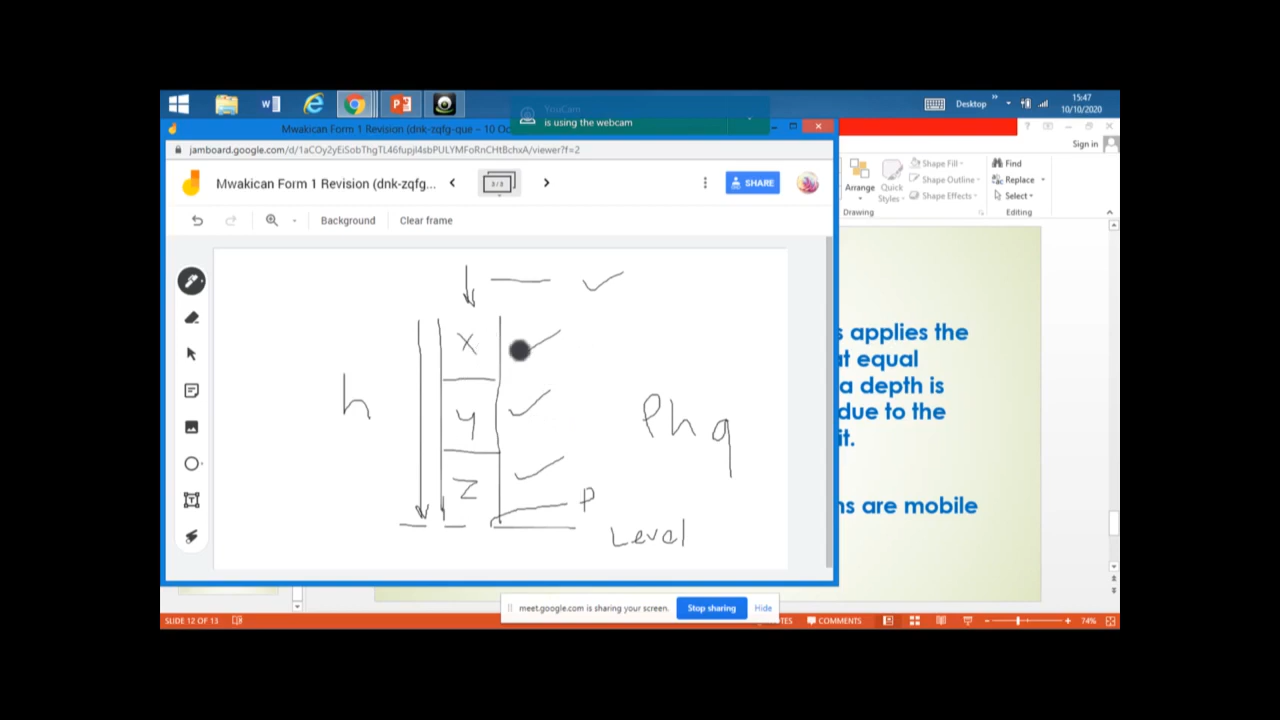 15:47
Desktop
10/10/2020
YouCam
is using the webcam
Mwakican Form 1 Revision (dnk-zqfg-que – 10 Oc
Sign in
jamboard.google.com/d/1aCOy2yEiSobThgTL46fupjl4sbPULYMFoRnCHtBchxA/viewer?f=2
Mwakican Form 1 Revision (dnk-zqfg...
3 / 3
SHARE
Arrange
Quick
Styles
Shape Fill
Shape Outline
Shape Effects
Find
Replace
Select
Drawing
Editing
Background
Clear frame
X
h
y
Phg
Z
P
Level
s applies the
at equal
a depth is
due to the
it.
ns are mobile
meet.google.com is sharing your screen.
Stop sharing
Hide
SLIDE 12 OF 13
COMMENTS
74%